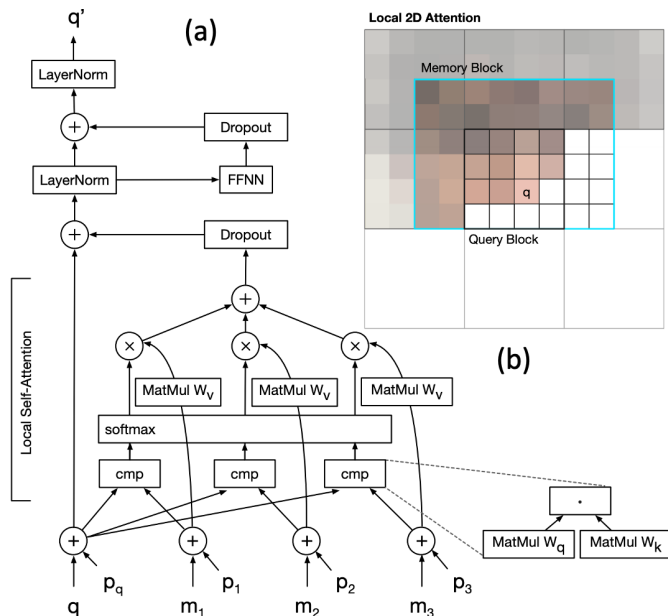 q'
(a)
LayerNorm
+
Dropout
LayerNorm
FFNN
+
Dropout
Local Self-Attention
+
×
×
×
MatMul Wv
MatMul Wv
MatMul Wv
softmax
cmp
cmp
cmp
+
+
+
+
pq
p1
p2
p3
q
m1
m2
m3
Local 2D Attention
Memory Block
q
Query Block
(b)
·
MatMul Wq
MatMul Wk